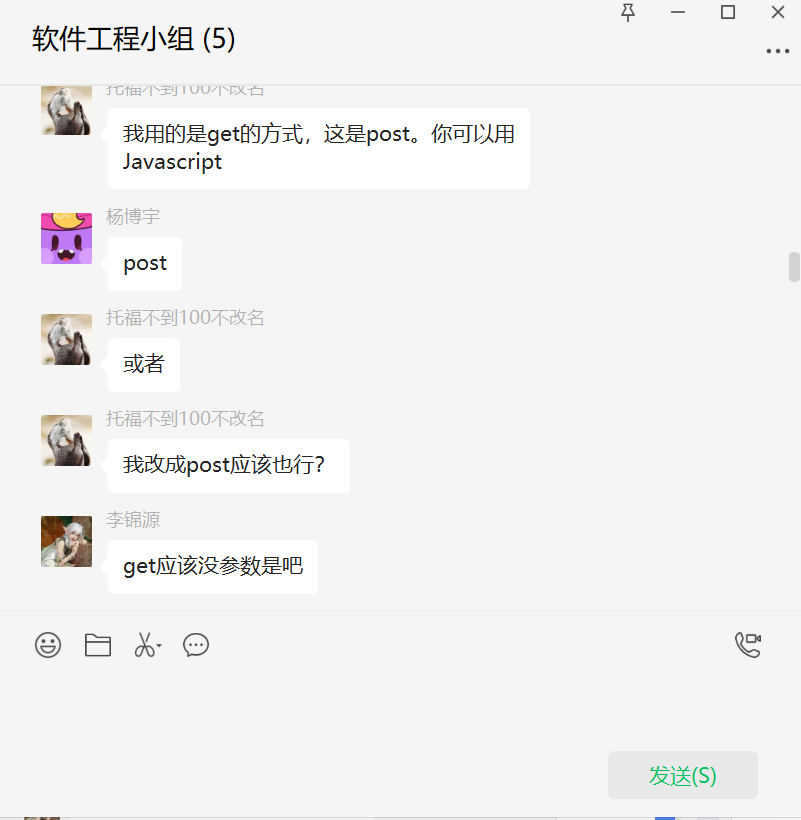 软件工程小组 (5)
托福不到100不改名
我用的是get的方式，这是post。你可以用
Javascript
杨博宇
post
托福不到100不改名
或者
托福不到100不改名
我改成post应该也行？
李锦源
get应该没参数是吧
发送(S)